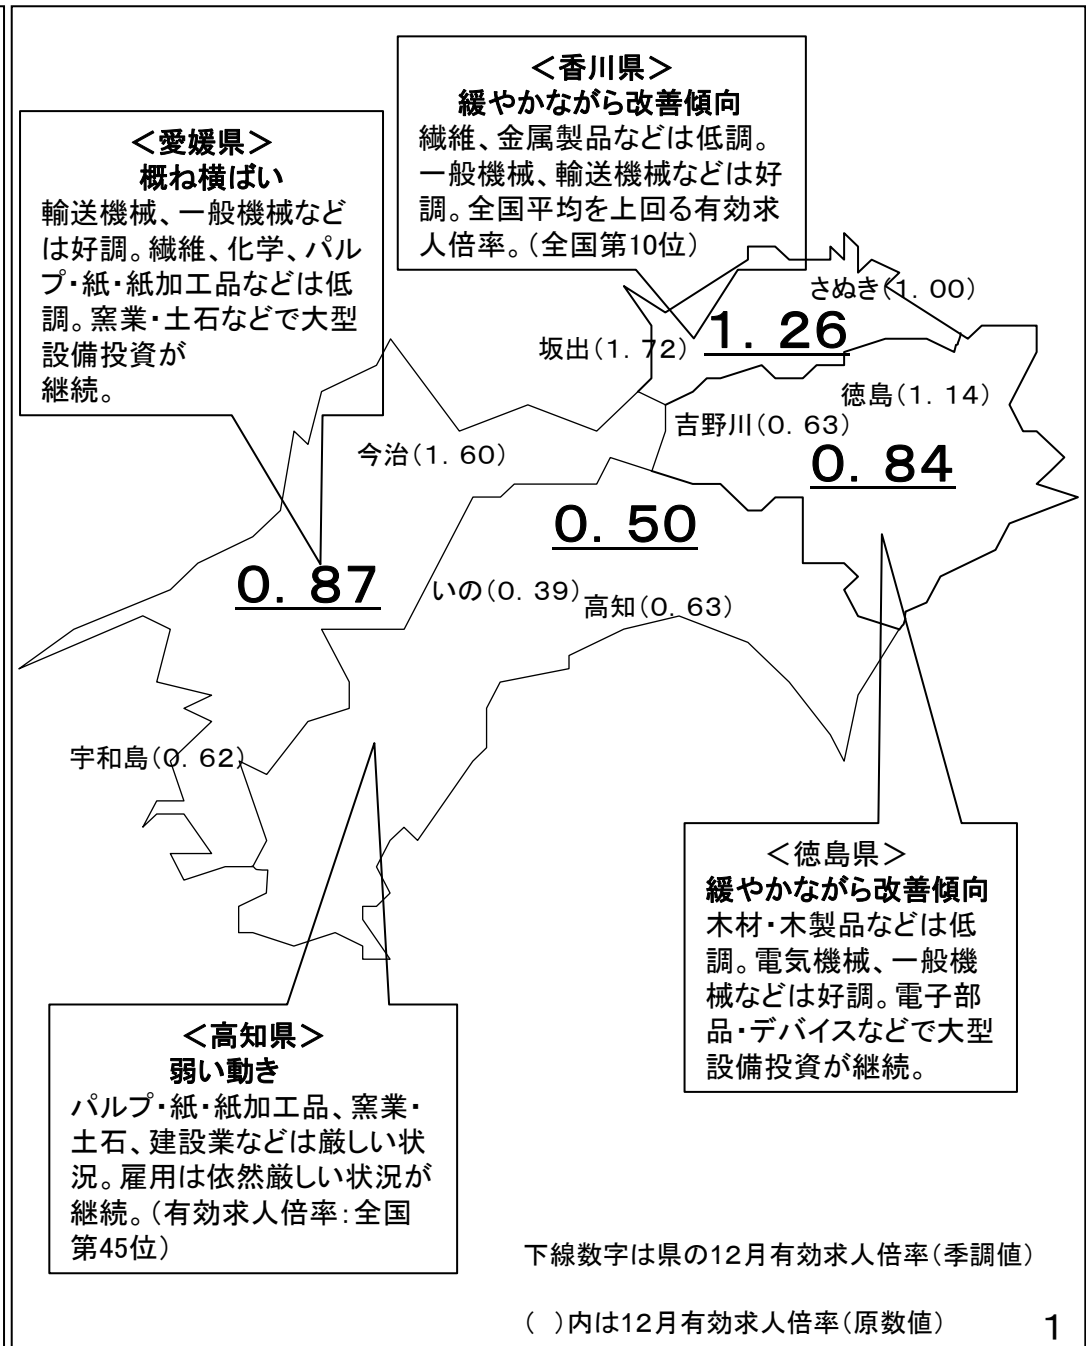 ＜香川県＞
緩やかながら改善傾向
繊維、金属製品などは低調。
一般機械、輸送機械などは好
調。全国平均を上回る有効求
人倍率。（全国第10位）
＜愛媛県＞
概ね横ばい
輸送機械、一般機械など
は好調。繊維、化学、パル
プ・紙・紙加工品などは低
調。窯業・土石などで大型
設備投資が
継続。
さぬき（1．00）
1．26
坂出（1．72）
徳島（1．14）
吉野川（0．63）
今治（1．60）
0．84
0．50
0．87
いの（0．39）
高知（0．63）
宇和島（0．62）
＜徳島県＞
緩やかながら改善傾向
木材・木製品などは低
調。電気機械、一般機
械などは好調。電子部
品・デバイスなどで大型
設備投資が継続。
＜高知県＞
弱い動き
パルプ・紙・紙加工品、窯業・
土石、建設業などは厳しい状
況。雇用は依然厳しい状況が
継続。（有効求人倍率：全国
第45位）
下線数字は県の12月有効求人倍率（季調値）
（　）内は12月有効求人倍率（原数値）
1